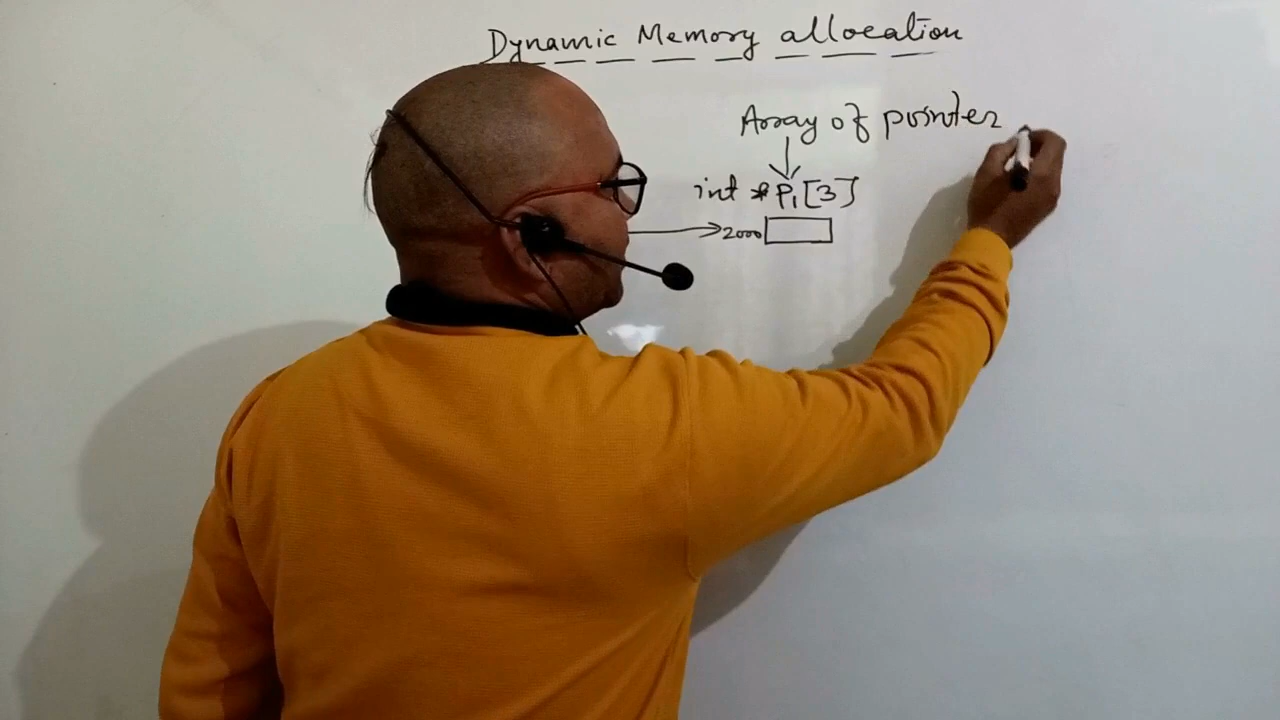 Dynamic Memory allocation
Array of pointer
int *P1[3]
2000